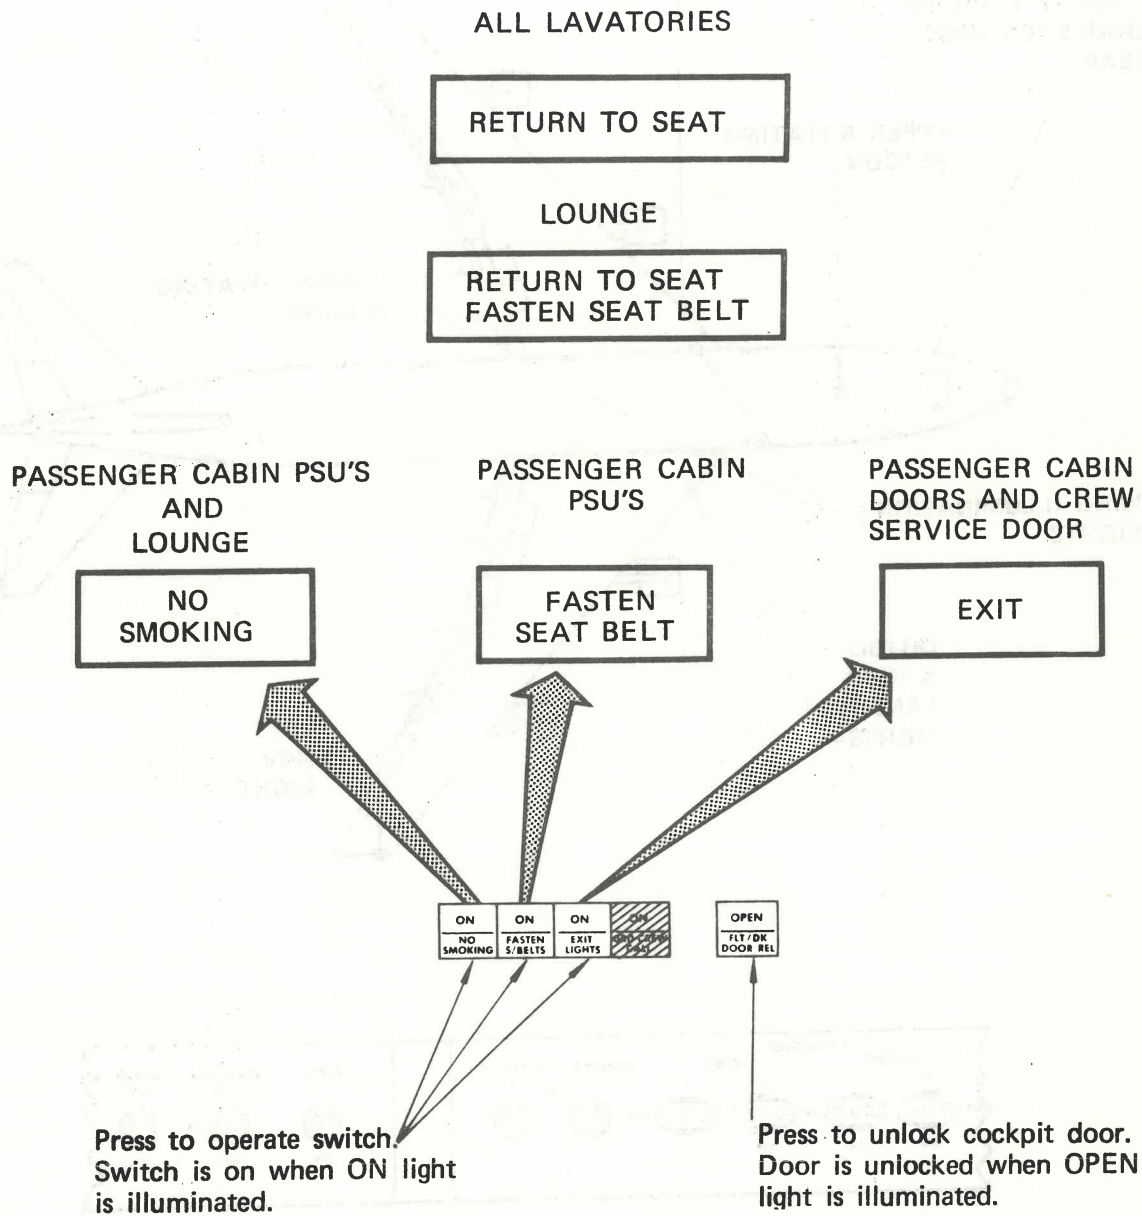 ALL LAVATORIES
RETURN TO SEAT
LOUNGE
RETURN TO SEAT
FASTEN SEAT BELT
PASSENGER CABIN PSU'S
AND
LOUNGE
NO
SMOKING
PASSENGER CABIN
PSU'S
FASTEN
SEAT BELT
PASSENGER CABIN
DOORS AND CREW
SERVICE DOOR
EXIT
ON
NO
SMOKING
ON
FASTEN
S/BELTS
ON
EXIT
LIGHTS
ON
GRD CREW
CALL
OPEN
FLT/DK
DOOR REL
Press to operate switch.
Switch is on when ON light
is illuminated.
Press to unlock cockpit door.
Door is unlocked when OPEN
light is illuminated.